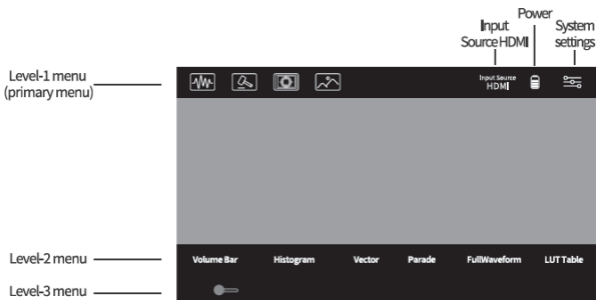 Power
Input
Source HDMI
System
settings
Level-1 menu
(primary menu)
Input Source
HDMI
Level-2 menu
Volume Bar Histogram Vector Parade FullWaveform LUT Table
Level-3 menu